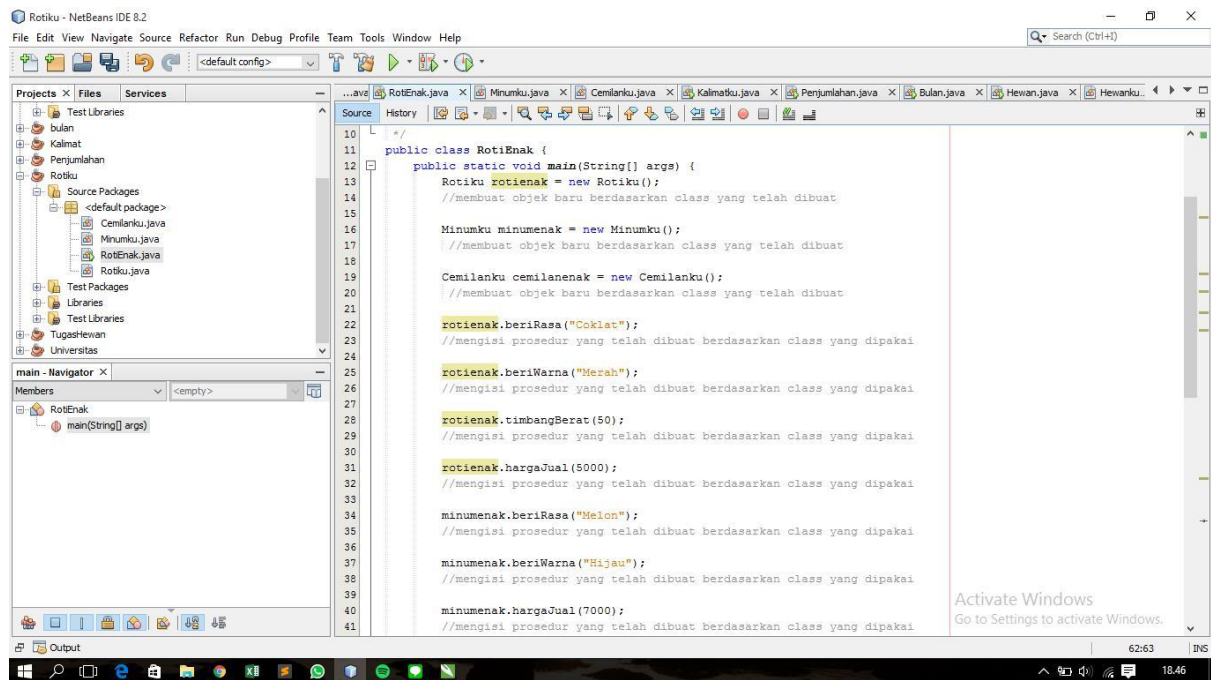 Rotiku - NetBeans IDE 8.2
File Edit View Navigate Source Refactor Run Debug Profile Team Tools Window Help
Search (Ctrl+I)
<default config>
Projects Files Services
...ava RotiEnak.java Minumku.java Cemilanku.java Kalimatku.java Penjumlahan.java Bulan.java Hewan.java Hewanku...
Source History
Test Libraries
bulan
Kalimat
Penjumlahan
Rotiku
Source Packages
<default package>
Cemilanku.java
Minumku.java
RotiEnak.java
Rotiku.java
Test Packages
Libraries
Test Libraries
TugasHewan
Universitas
main - Navigator
Members <empty>
RotiEnak
main(String[] args)
10 */
11 public class RotiEnak {
12 public static void main(String[] args) {
13 Rotiku rotienak = new Rotiku();
14 //membuat objek baru berdasarkan class yang telah dibuat
15
16 Minumku minumenak = new Minumku();
17 //membuat objek baru berdasarkan class yang telah dibuat
18
19 Cemilanku cemilanenak = new Cemilanku();
20 //membuat objek baru berdasarkan class yang telah dibuat
21
22 rotienak.beriRasa("Coklat");
23 //mengisi prosedur yang telah dibuat berdasarkan class yang dipakai
24
25 rotienak.beriWarna("Merah");
26 //mengisi prosedur yang telah dibuat berdasarkan class yang dipakai
27
28 rotienak.timbangBerat(50);
29 //mengisi prosedur yang telah dibuat berdasarkan class yang dipakai
30
31 rotienak.hargaJual(5000);
32 //mengisi prosedur yang telah dibuat berdasarkan class yang dipakai
33
34 minumenak.beriRasa("Melon");
35 //mengisi prosedur yang telah dibuat berdasarkan class yang dipakai
36
37 minumenak.beriWarna("Hijau");
38 //mengisi prosedur yang telah dibuat berdasarkan class yang dipakai
39
40 minumenak.hargaJual(7000);
41 //mengisi prosedur yang telah dibuat berdasarkan class yang dipakai
Activate Windows
Go to Settings to activate Windows.
Output
62:63 INS
18.46